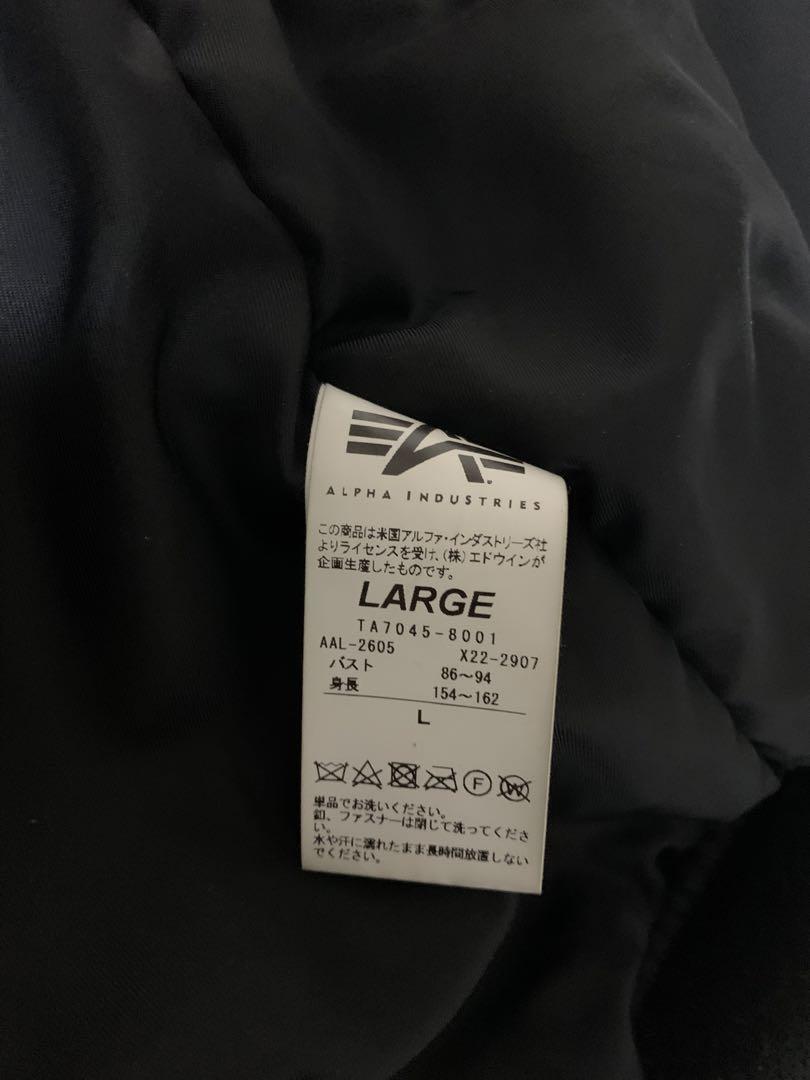 ALPHA INDUSTRIES
この商品は米国アルファ・インダストリーズ社
よりライセンスを受け、(株)エドウインが
企画生産したものです。
LARGE
TA7045-8001
AAL-2605 X22-2907
バスト 86〜94
身長 154〜162
L
F W
単品でお洗いください。
釦、ファスナーは閉じて洗ってくださ
い。
水や汗に濡れたまま長時間放置しない
でください。